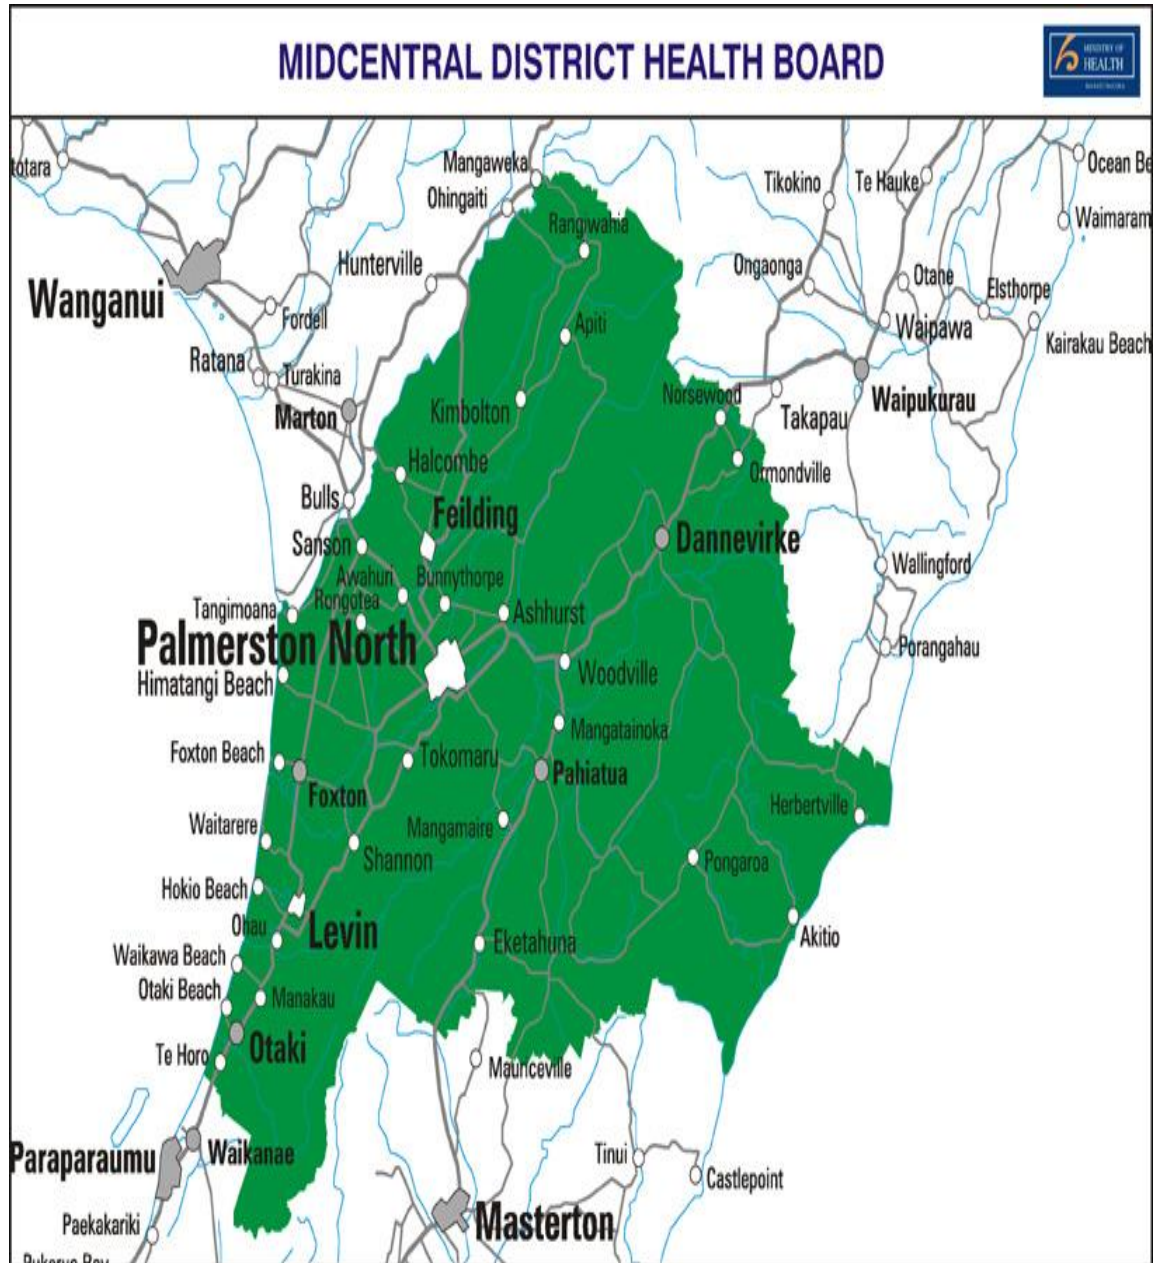 MIDCENTRAL DISTRICT HEALTH BOARD
MINISTRY OF
HEALTH
totara
Mangaweka
Ohingaiti
Rangiwahia
Tikokino
Te Hauke
Ocean Be
Waimaram
Hunterville
Ongaonga
Otane
Elsthorpe
Wanganui
Fordell
Apiti
Waipawa
Kairakau Beach
Ratana
Turakina
Marton
Kimbolton
Norsewood
Takapau
Waipukurau
Halcombe
Ormondville
Bulls
Feilding
Sanson
Dannevirke
Awahuri
Bunnythorpe
Wallingford
Rongotea
Tangimoana
Ashhurst
Palmerston North
Porangahau
Himatangi Beach
Woodville
Mangatainoka
Foxton Beach
Tokomaru
Pahiatua
Foxton
Herbertville
Waitarere
Mangamaire
Shannon
Pongaroa
Hokio Beach
Ohau
Levin
Akitio
Eketahuna
Waikawa Beach
Otaki Beach
Manakau
Otaki
Te Horo
Mauriceville
Paraparaumu
Waikanae
Tinui
Castlepoint
Paekakariki
Masterton